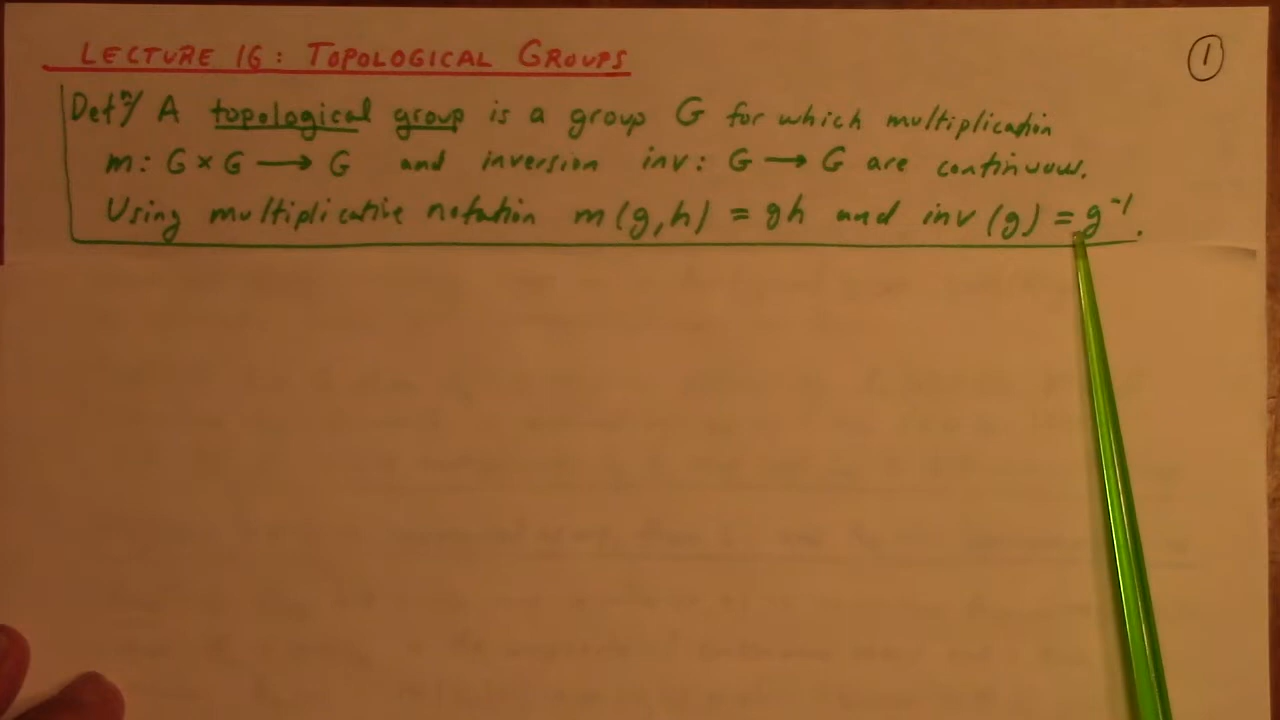 LECTURE 16: TOPOLOGICAL GROUPS
1
Defⁿ/ A topological group is a group G for which multiplication
m: G × G ⟶ G and inversion inv: G ⟶ G are continuous.
Using multiplicative notation m(g,h) = gh and inv(g) = g⁻¹.